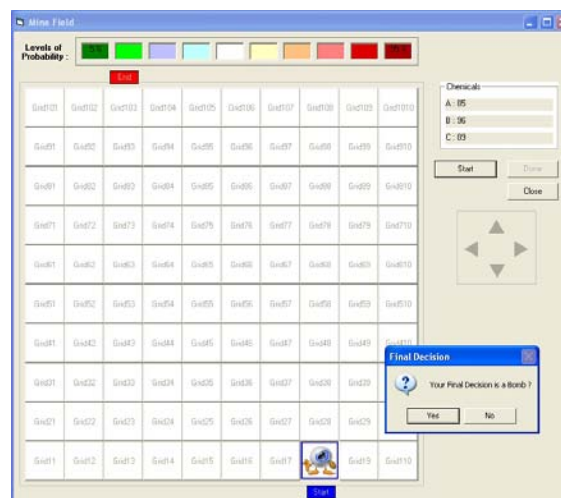 Mine Field
Levels of
Probability :
5%
95%
End
Grid101 Grid102 Grid103 Grid104 Grid105 Grid106 Grid107 Grid108 Grid109 Grid1010
Grid91 Grid92 Grid93 Grid94 Grid95 Grid96 Grid97 Grid98 Grid99 Grid910
Grid81 Grid82 Grid83 Grid84 Grid85 Grid86 Grid87 Grid88 Grid89 Grid810
Grid71 Grid72 Grid73 Grid74 Grid75 Grid76 Grid77 Grid78 Grid79 Grid710
Grid61 Grid62 Grid63 Grid64 Grid65 Grid66 Grid67 Grid68 Grid69 Grid610
Grid51 Grid52 Grid53 Grid54 Grid55 Grid56 Grid57 Grid58 Grid59 Grid510
Grid41 Grid42 Grid43 Grid44 Grid45 Grid46 Grid47 Grid48 Grid49 Grid410
Grid31 Grid32 Grid33 Grid34 Grid35 Grid36 Grid37 Grid38 Grid39
Grid21 Grid22 Grid23 Grid24 Grid25 Grid26 Grid27 Grid28 Grid29
Grid11 Grid12 Grid13 Grid14 Grid15 Grid16 Grid17 Grid19 Grid110
Start
Chemicals
A : 05
B : 96
C : 09
Start
Done
Close
Final Decision
Your Final Decision is a Bomb ?
Yes
No